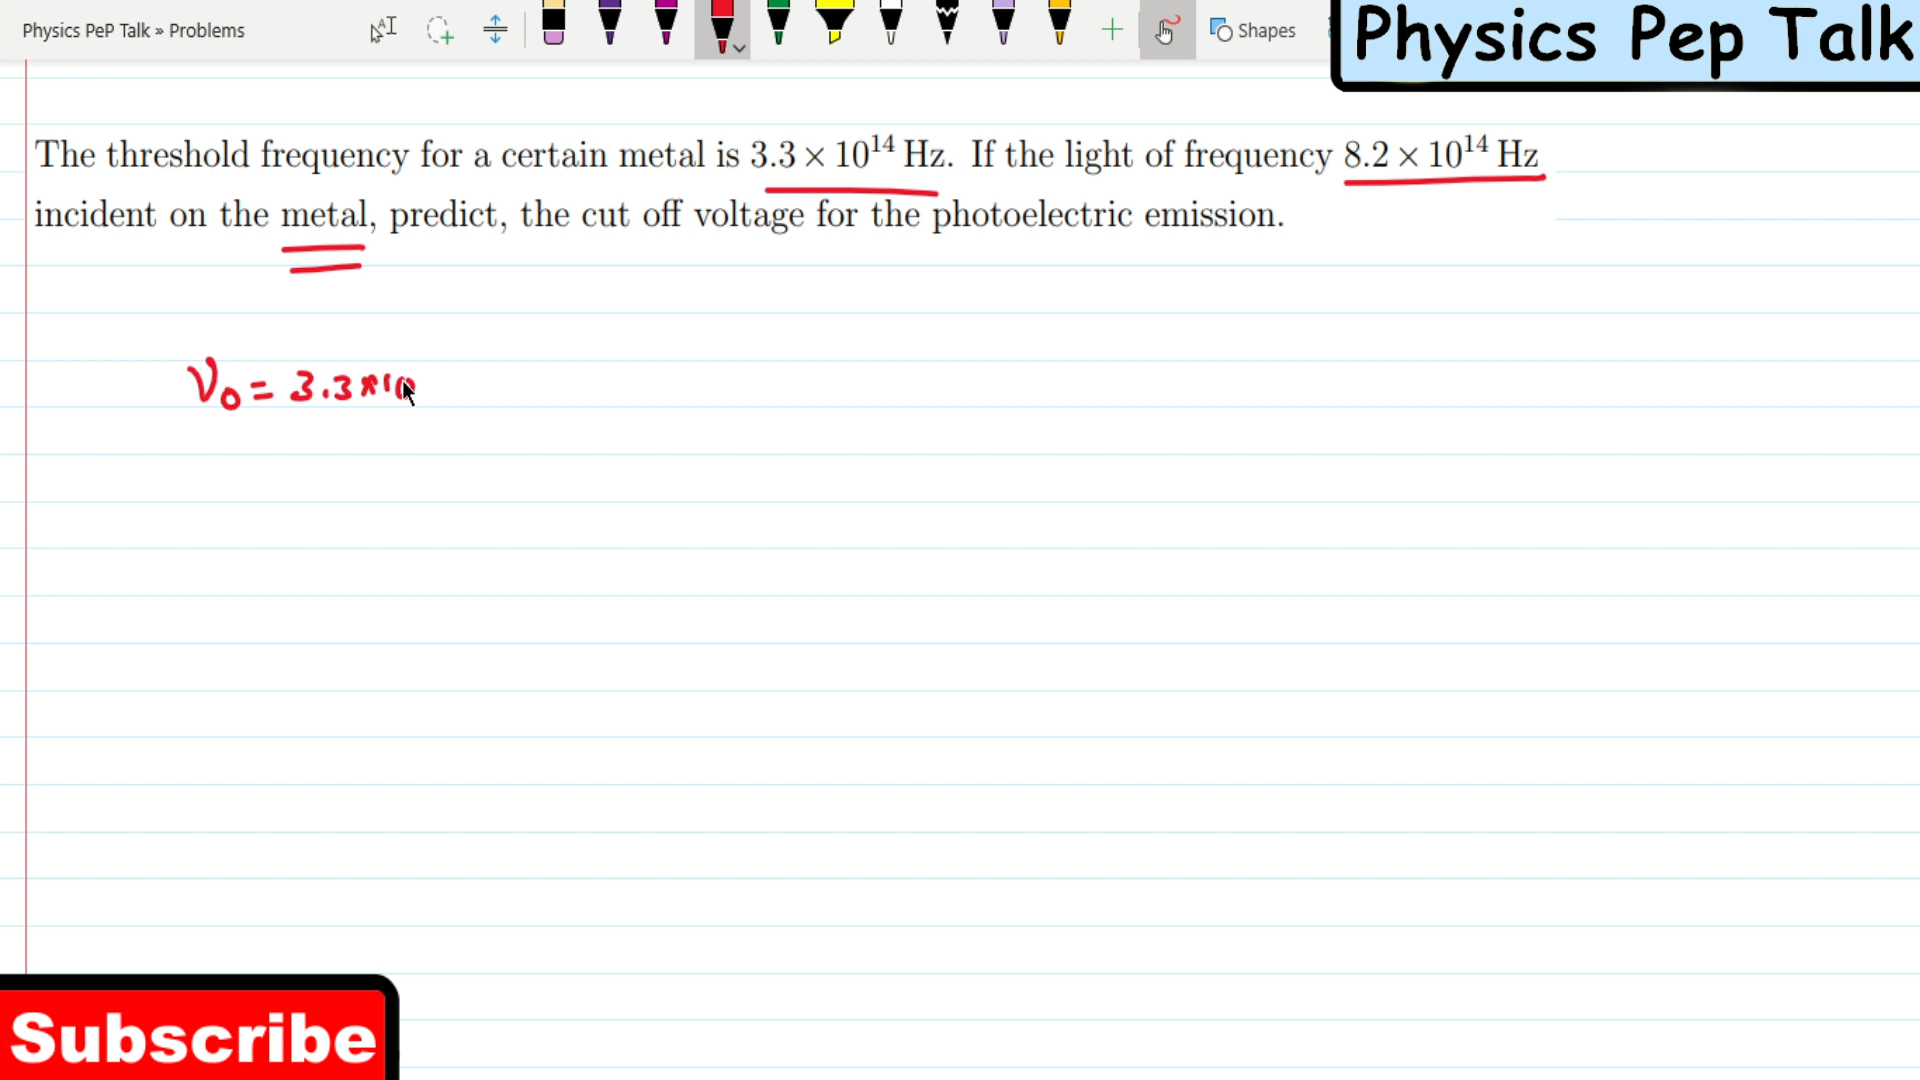 Physics PeP Talk » Problems
Shapes
Physics Pep Talk
The threshold frequency for a certain metal is 3.3 × 10¹⁴ Hz. If the light of frequency 8.2 × 10¹⁴ Hz
incident on the metal, predict, the cut off voltage for the photoelectric emission.
ν₀ = 3.3 × 10
Subscribe